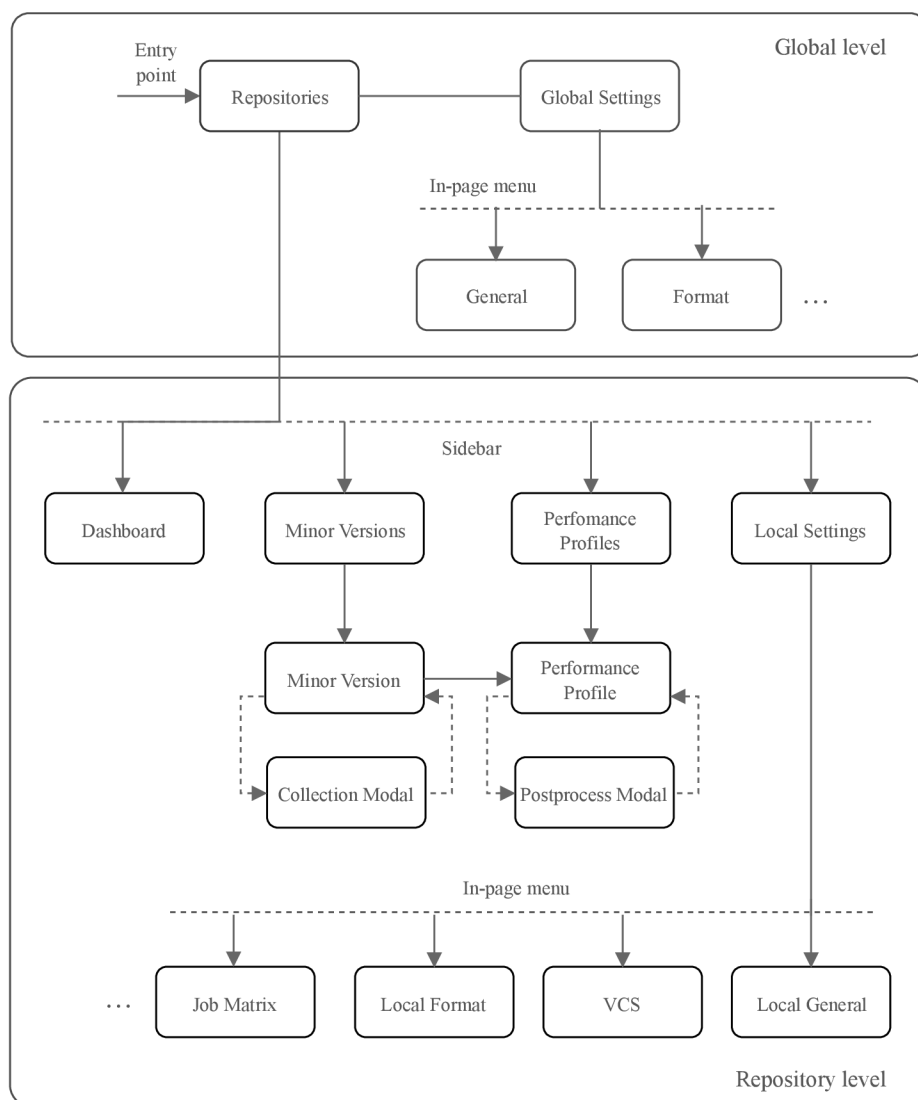 Global level
Entry
point
Repositories
Global Settings
In-page menu
General
Format
...
Sidebar
Dashboard
Minor Versions
Perfomance
Profiles
Local Settings
Minor Version
Performance
Profile
Collection Modal
Postprocess Modal
In-page menu
...
Job Matrix
Local Format
VCS
Local General
Repository level